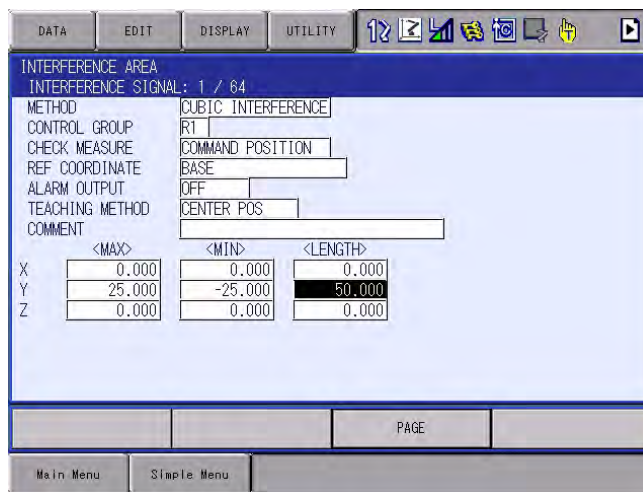 DATA EDIT DISPLAY UTILITY
INTERFERENCE AREA
INTERFERENCE SIGNAL: 1 / 64
METHOD CUBIC INTERFERENCE
CONTROL GROUP R1
CHECK MEASURE COMMAND POSITION
REF COORDINATE BASE
ALARM OUTPUT OFF
TEACHING METHOD CENTER POS
COMMENT
<MAX> <MIN> <LENGTH>
X 0.000 0.000 0.000
Y 25.000 -25.000 50.000
Z 0.000 0.000 0.000
PAGE
Main Menu Simple Menu